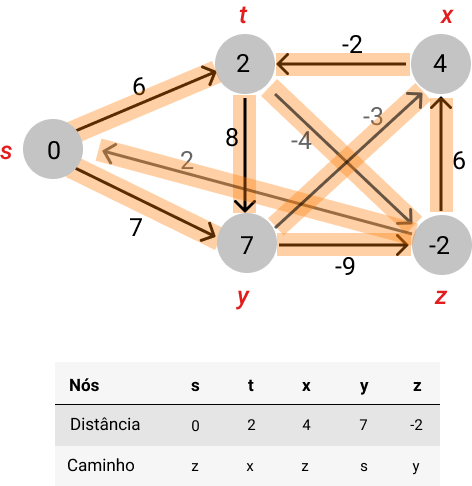 t x
-2
2 4
6
-3
s 0 8 -4
2 6
7
7 -2
-9
y z
Nós s t x y z
Distância 0 2 4 7 -2
Caminho z x z s y